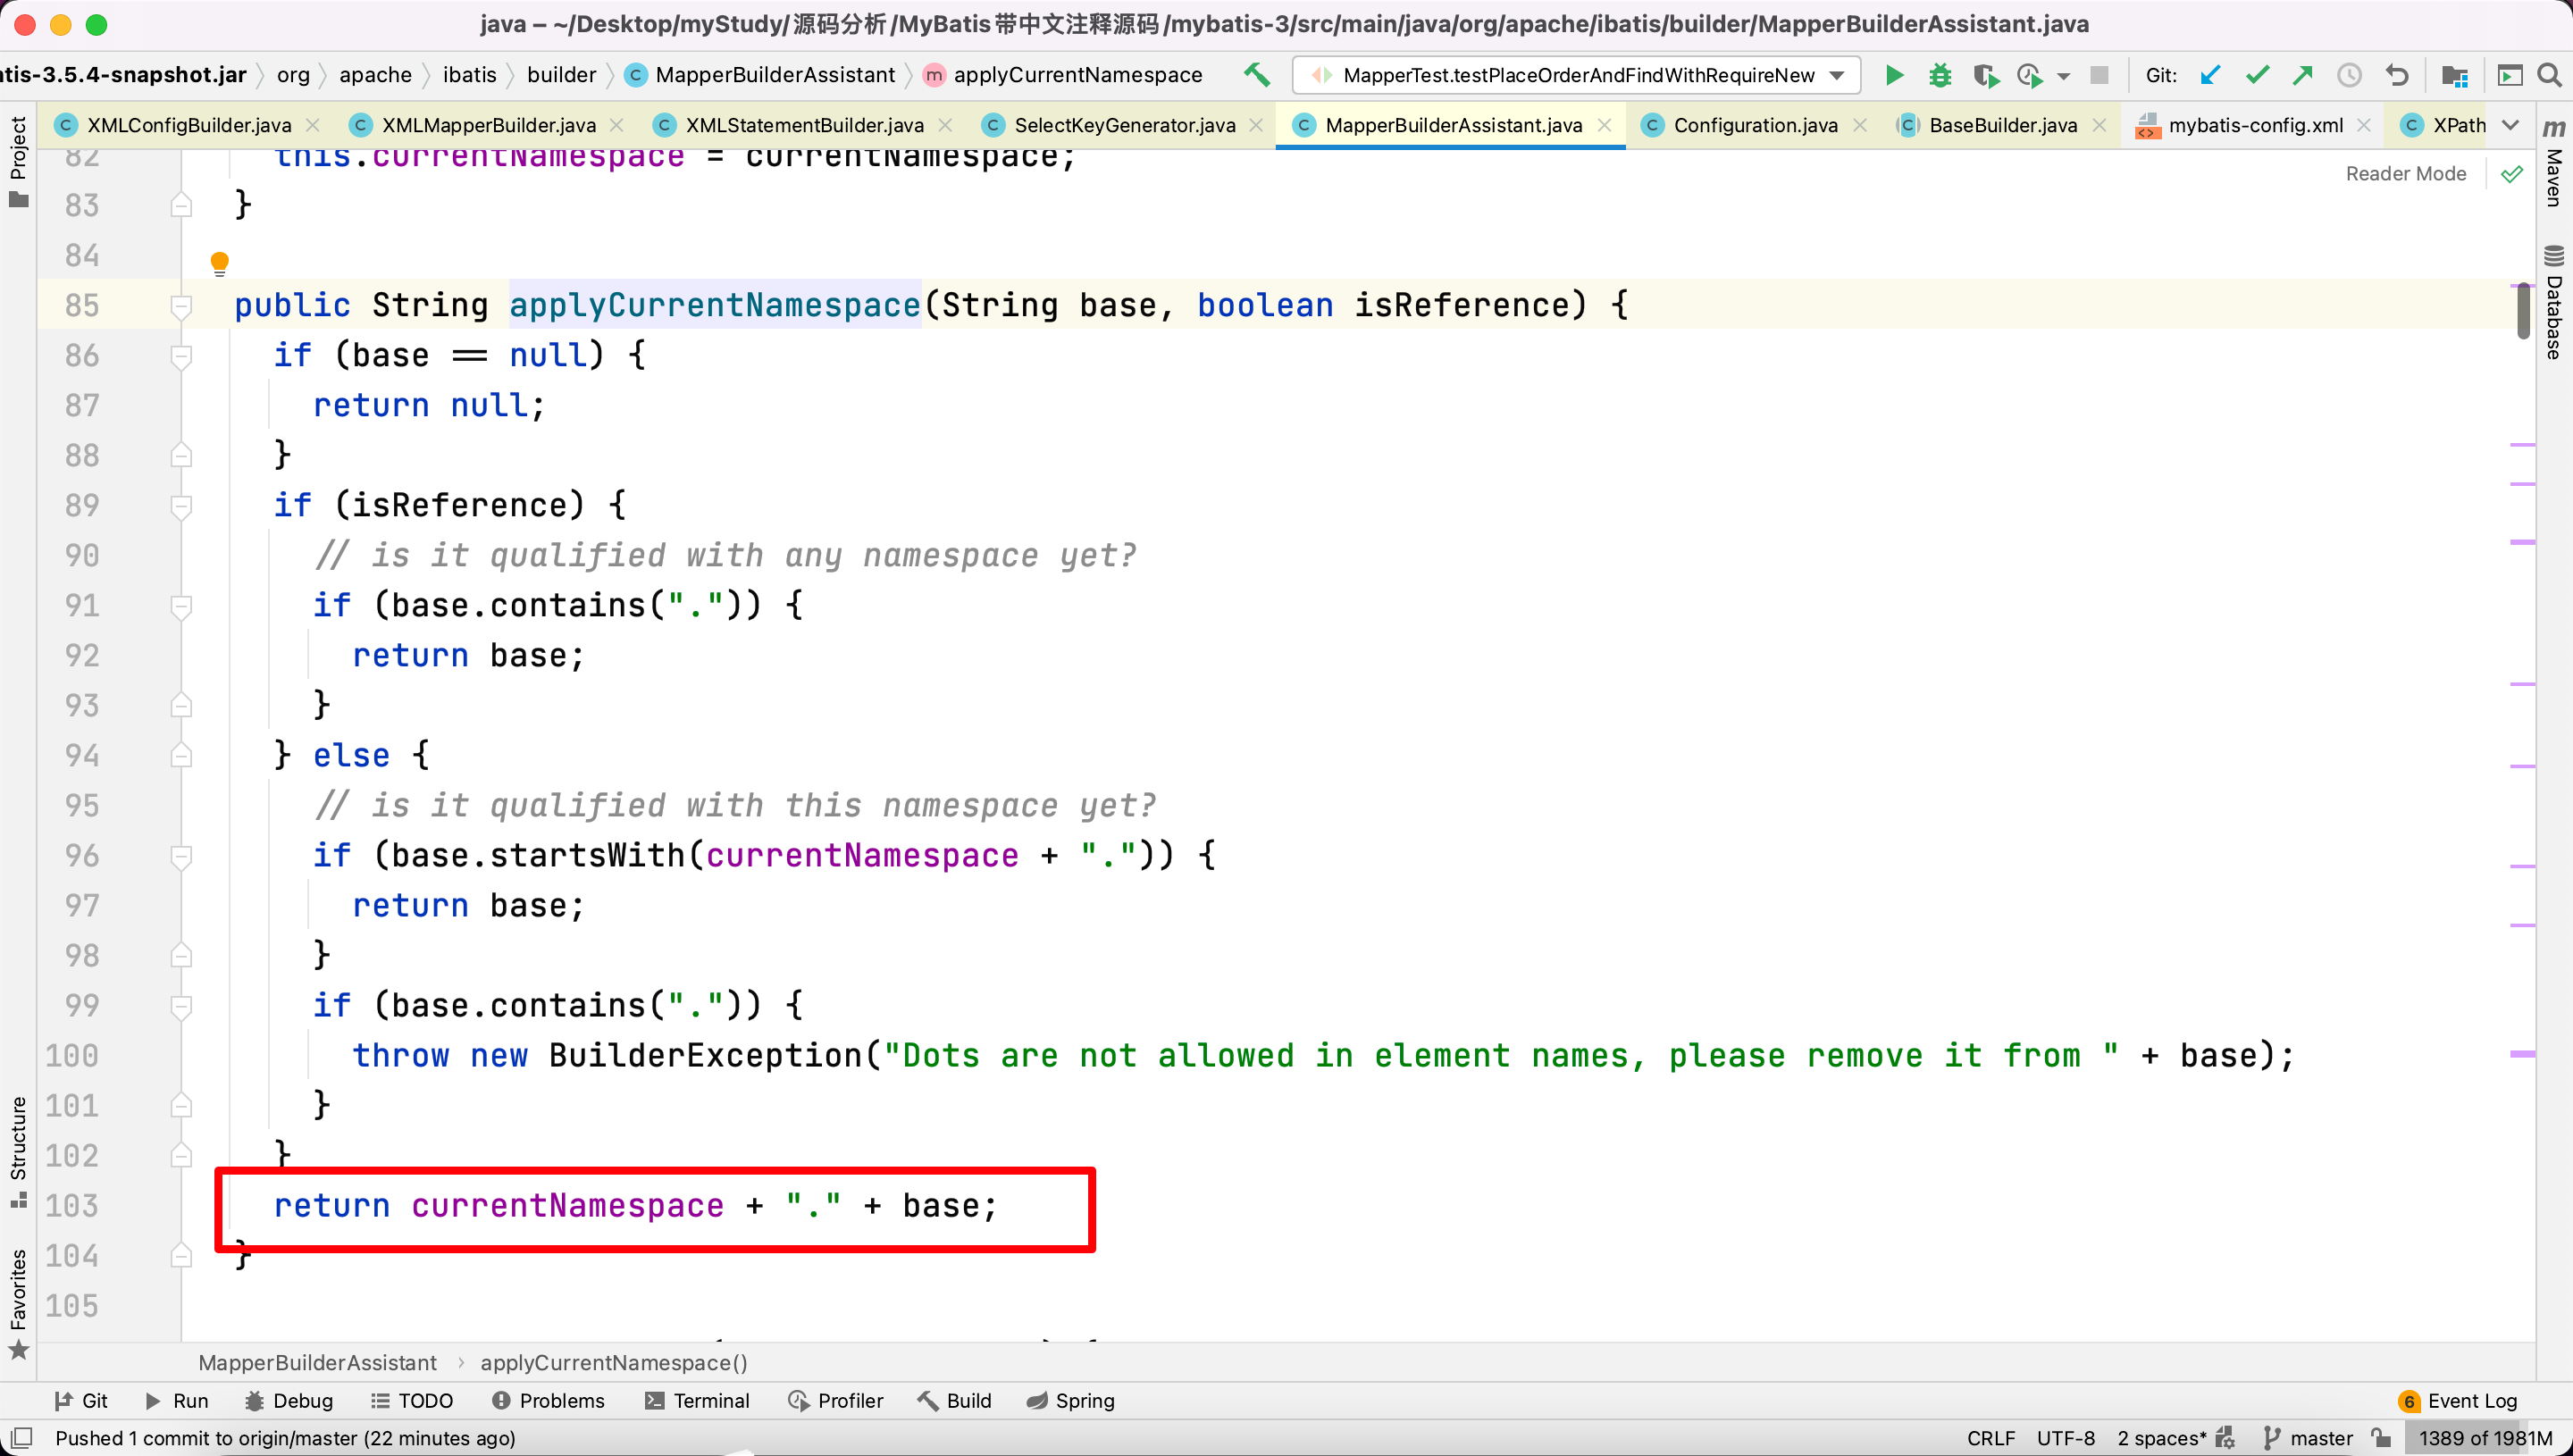 java – ~/Desktop/myStudy/源码分析/MyBatis带中文注释源码/mybatis-3/src/main/java/org/apache/ibatis/builder/MapperBuilderAssistant.java
tis-3.5.4-snapshot.jar 〉 org 〉 apache 〉 ibatis 〉 builder 〉 C MapperBuilderAssistant 〉 m applyCurrentNamespace MapperTest.testPlaceOrderAndFindWithRequireNew Git:
C XMLConfigBuilder.java C XMLMapperBuilder.java C XMLStatementBuilder.java C SelectKeyGenerator.java C MapperBuilderAssistant.java C Configuration.java C BaseBuilder.java mybatis-config.xml C XPath
Project
Structure
Favorites
m Maven
Database
Reader Mode
82 this.currentNamespace = currentNamespace;
83 }
84
85 public String applyCurrentNamespace(String base, boolean isReference) {
86 if (base == null) {
87 return null;
88 }
89 if (isReference) {
90 // is it qualified with any namespace yet?
91 if (base.contains(".")) {
92 return base;
93 }
94 } else {
95 // is it qualified with this namespace yet?
96 if (base.startsWith(currentNamespace + ".")) {
97 return base;
98 }
99 if (base.contains(".")) {
100 throw new BuilderException("Dots are not allowed in element names, please remove it from " + base);
101 }
102 }
103 return currentNamespace + "." + base;
104 }
105
MapperBuilderAssistant › applyCurrentNamespace()
Git Run Debug TODO Problems Terminal Profiler Build Spring 6 Event Log
Pushed 1 commit to origin/master (22 minutes ago) CRLF UTF-8 2 spaces* master 1389 of 1981M